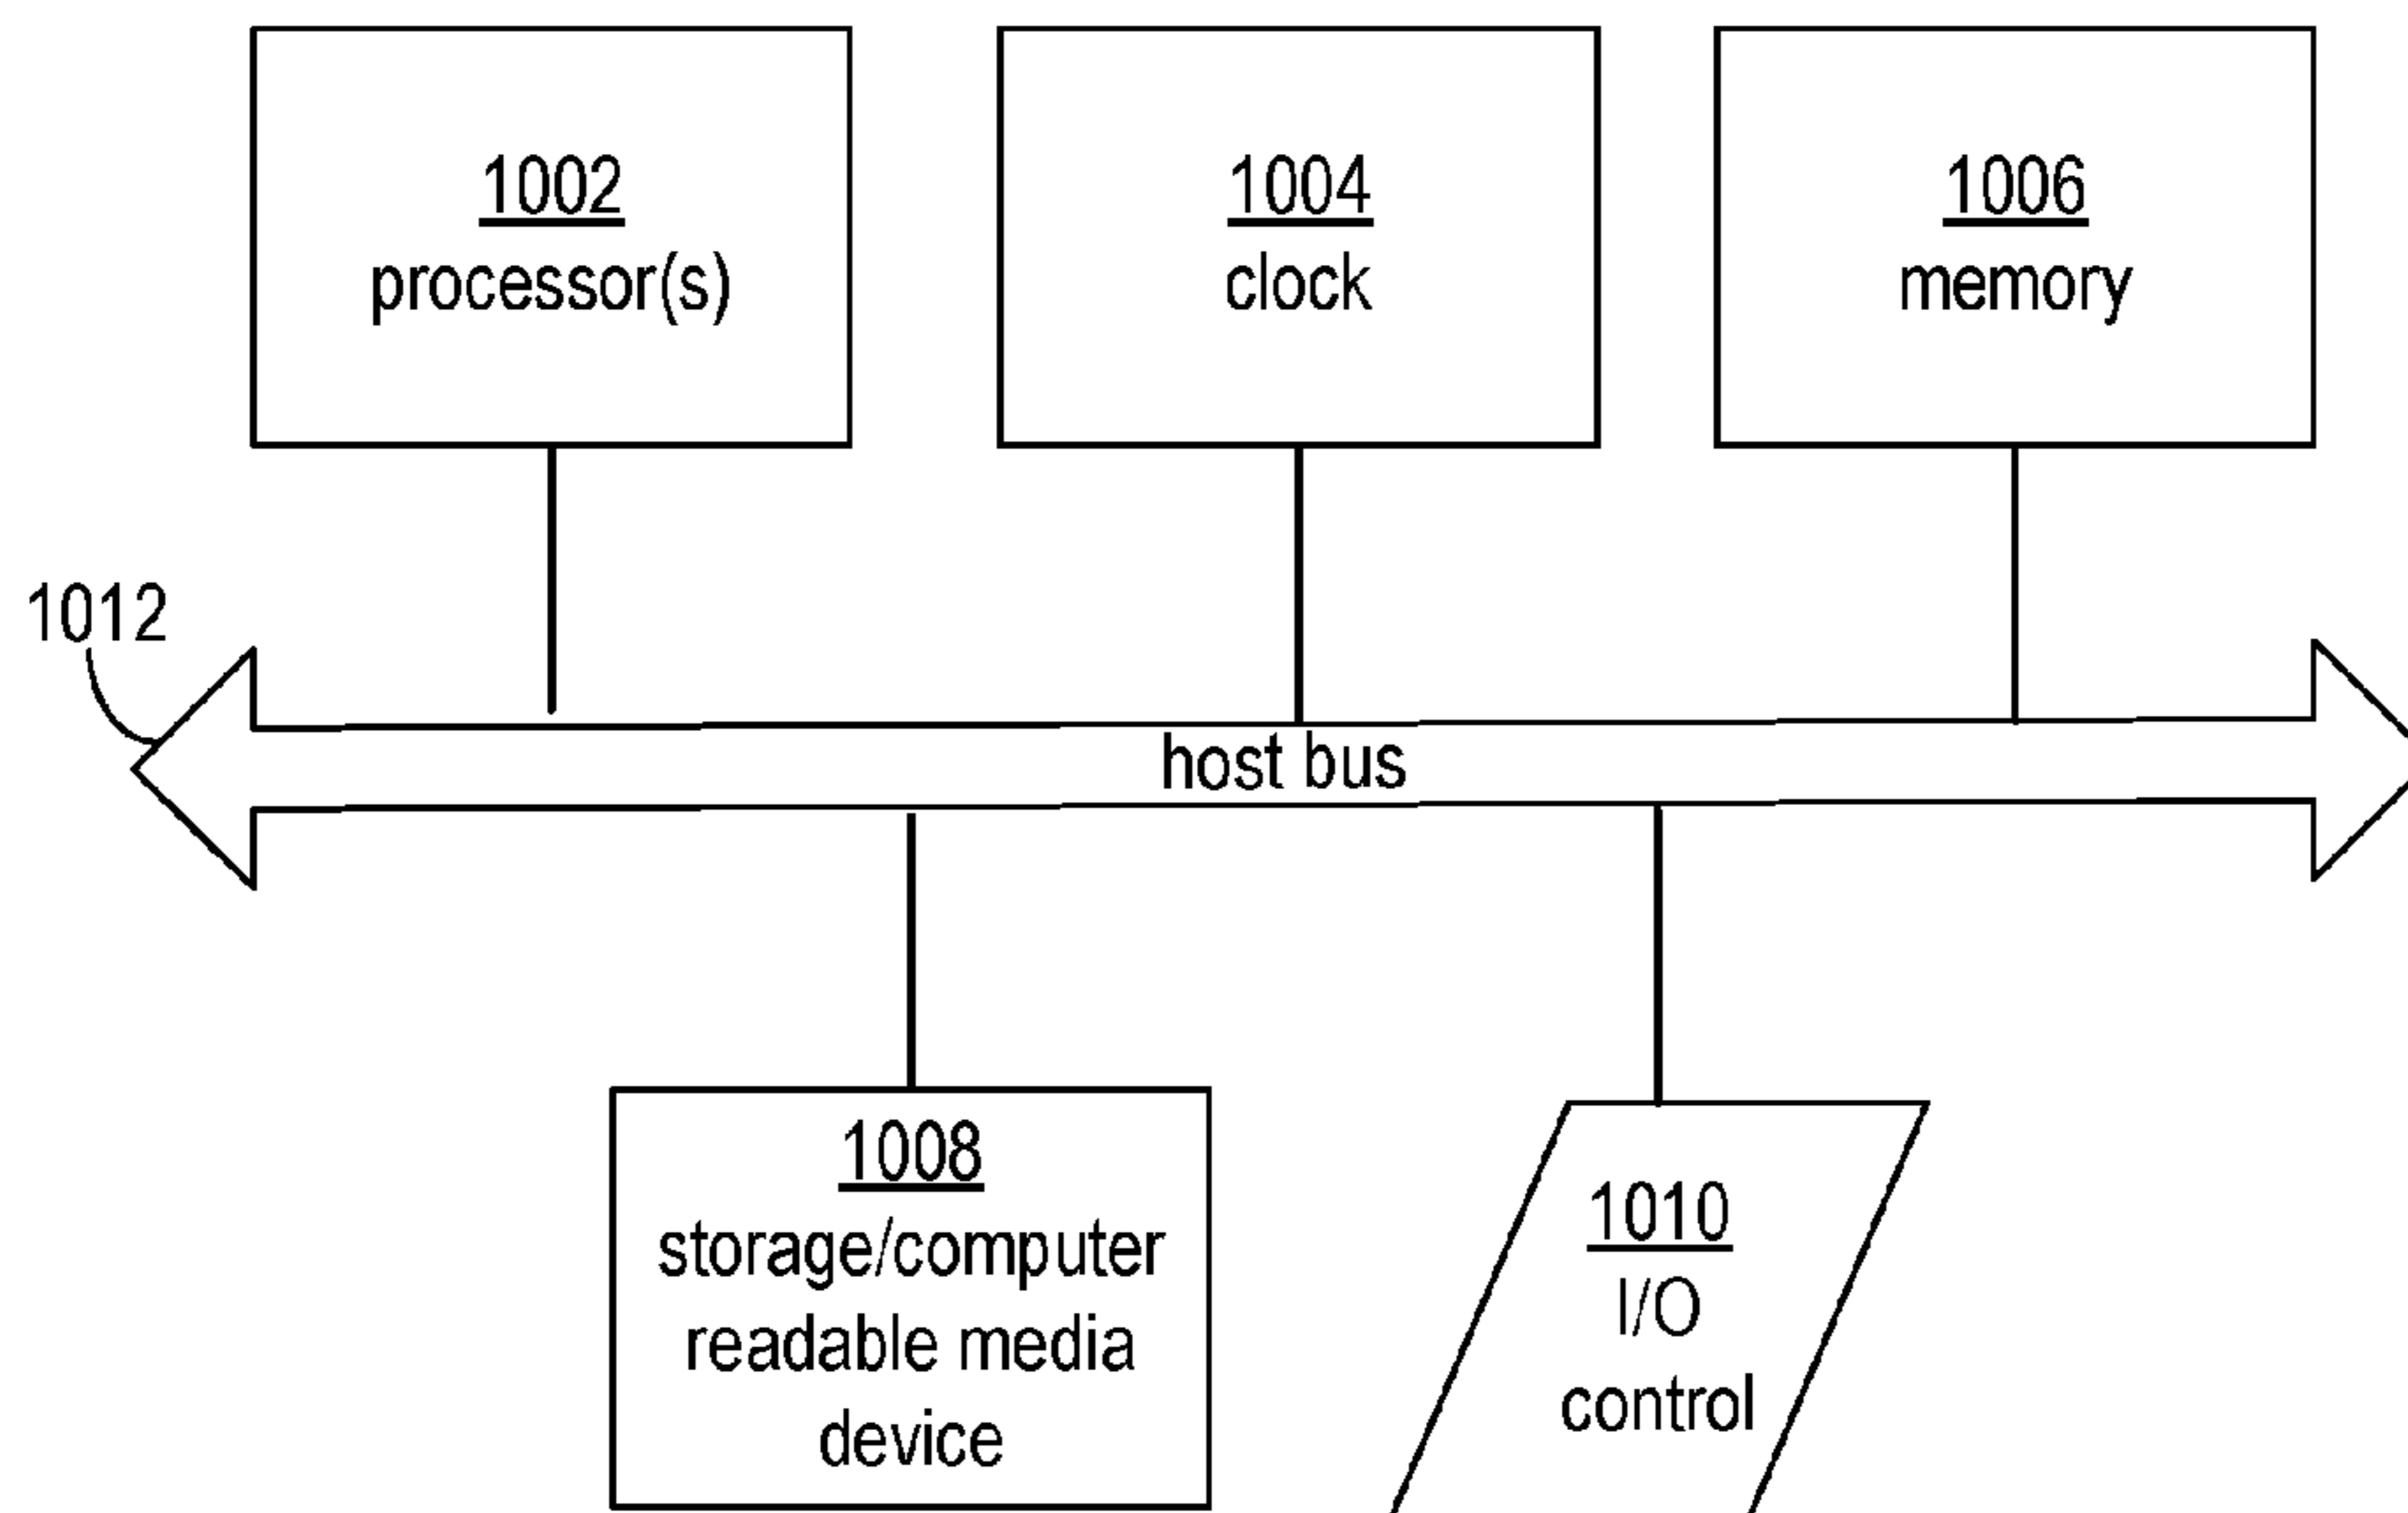 1002
processor(s)
1004
clock
1006
memory
1012
host bus
1008
storage/computer
readable media
device
1010
I/O
control